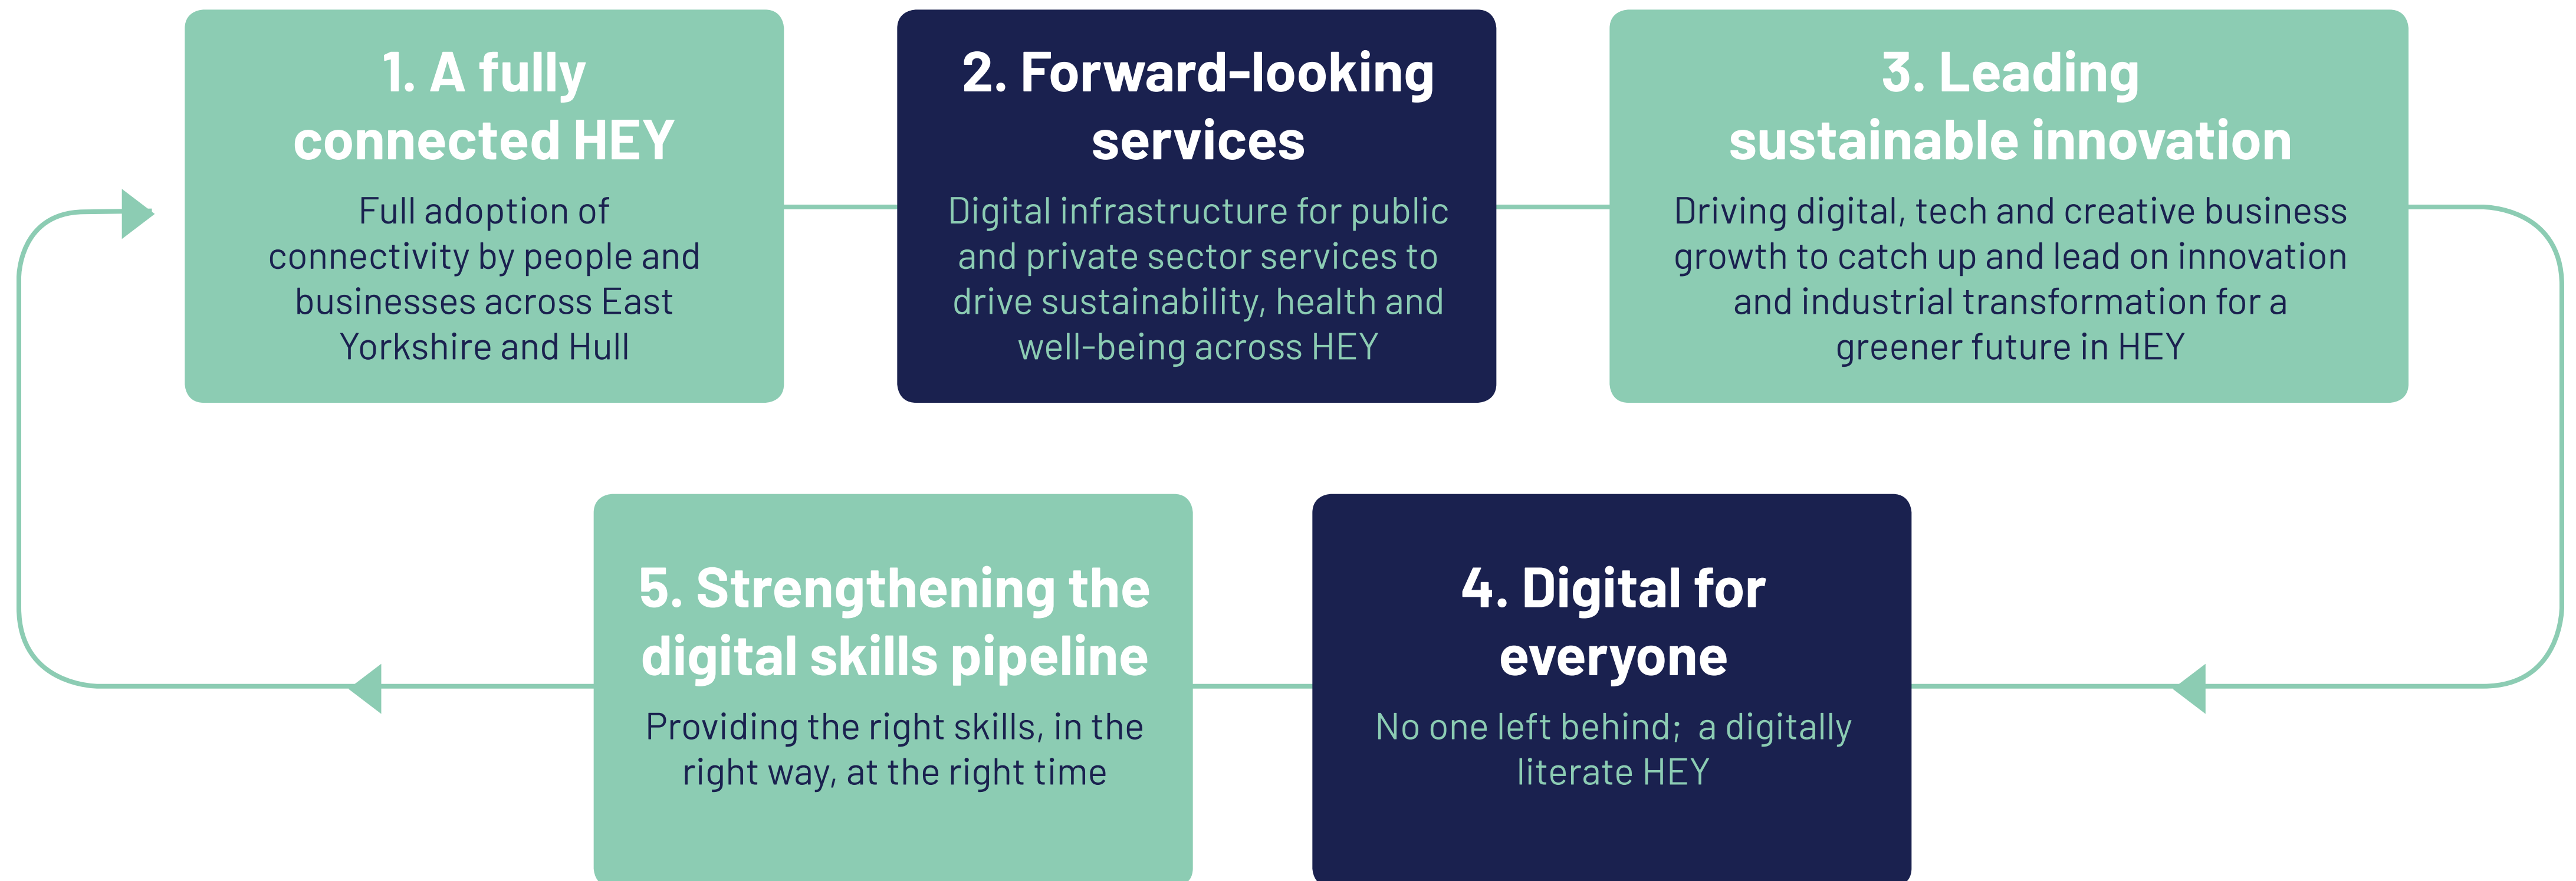 1. A fully
connected HEY
Full adoption of
connectivity by people and
businesses across East
Yorkshire and Hull
2. Forward-looking
services
Digital infrastructure for public
and private sector services to
drive sustainability, health and
well-being across HEY
3. Leading
sustainable innovation
Driving digital, tech and creative business
growth to catch up and lead on innovation
and industrial transformation for a
greener future in HEY
4. Digital for
everyone
No one left behind;  a digitally
literate HEY
5. Strengthening the
digital skills pipeline
Providing the right skills, in the
right way, at the right time